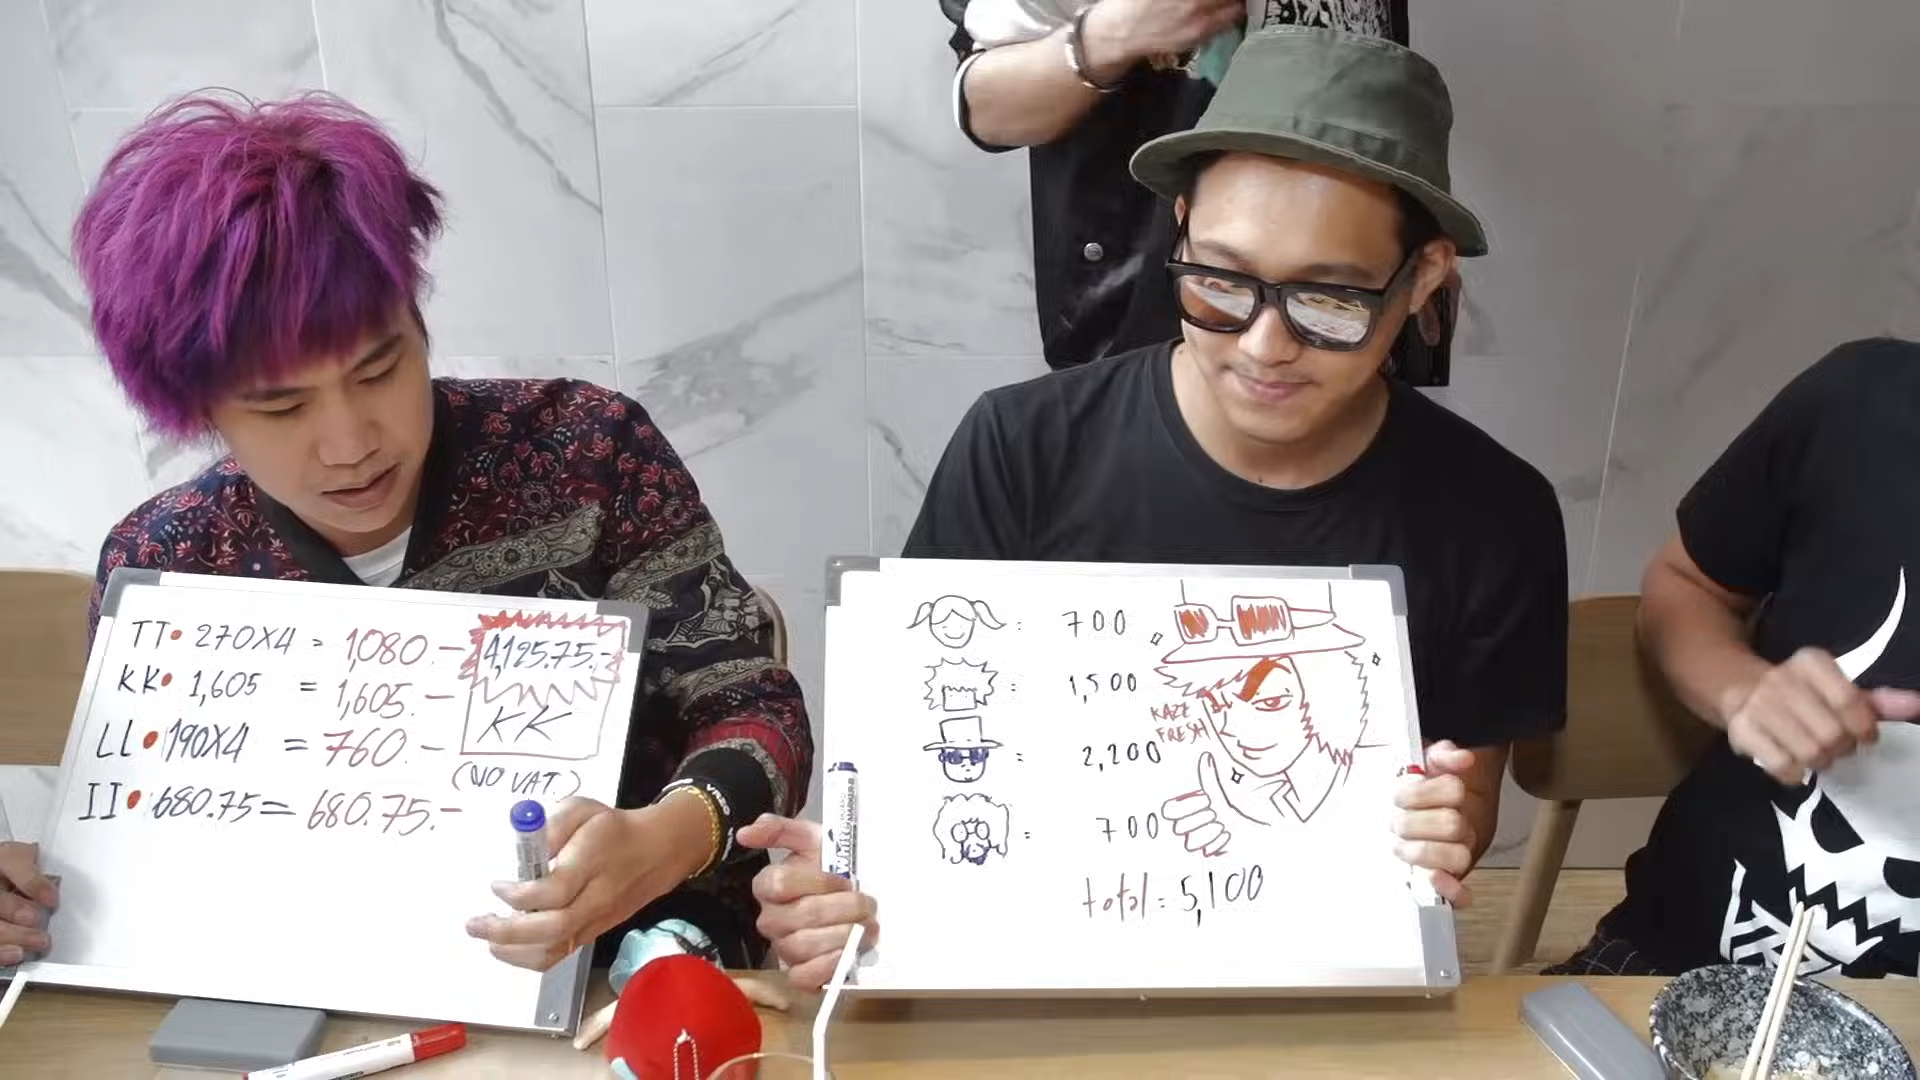 TT• 270X4 = 1,080.-
KK• 1,605 = 1,605.-
LL• 190X4 = 760.-
II• 680.75= 680.75.-
4,125.75.-
KK
(NO VAT.)
: 700
: 1,500
: 2,200
: 700
KAZE
FRESH
total: 5,100